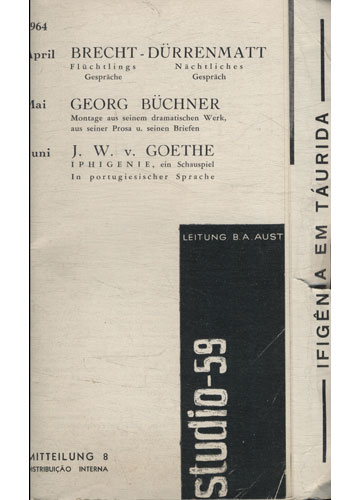 1964
April BRECHT - DÜRRENMATT
Flüchtlings Nächtliches
Gespräche Gespräch
Mai GEORG BÜCHNER
Montage aus seinem dramatischen Werk,
aus seiner Prosa u. seinen Briefen
Juni J. W. v. GOETHE
IPHIGENIE, ein Schauspiel
In portugiesischer Sprache
LEITUNG B. A. AUST
studio-59
MITTEILUNG 8
DISTRIBUIÇÃO INTERNA
IFIGÊNIA EM TÁURIDA